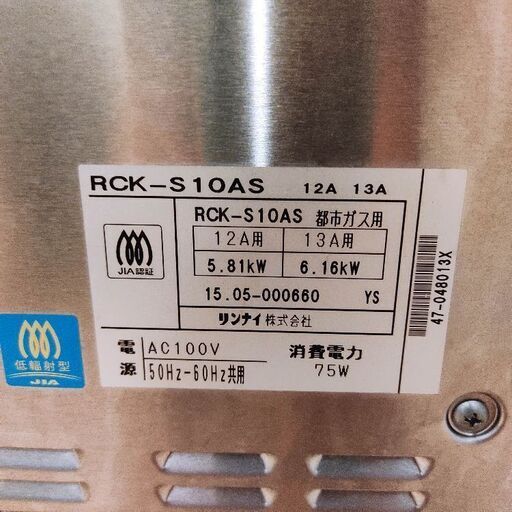 RCK-S10AS 12A 13A
JIA認証
RCK-S10AS 都市ガス用
12A用 13A用
5.81kW 6.16kW
15.05-000660 YS
リンナイ株式会社
電源 AC100V
50Hz-60Hz共用
消費電力
75W
47-048013X
低輻射型
JIA